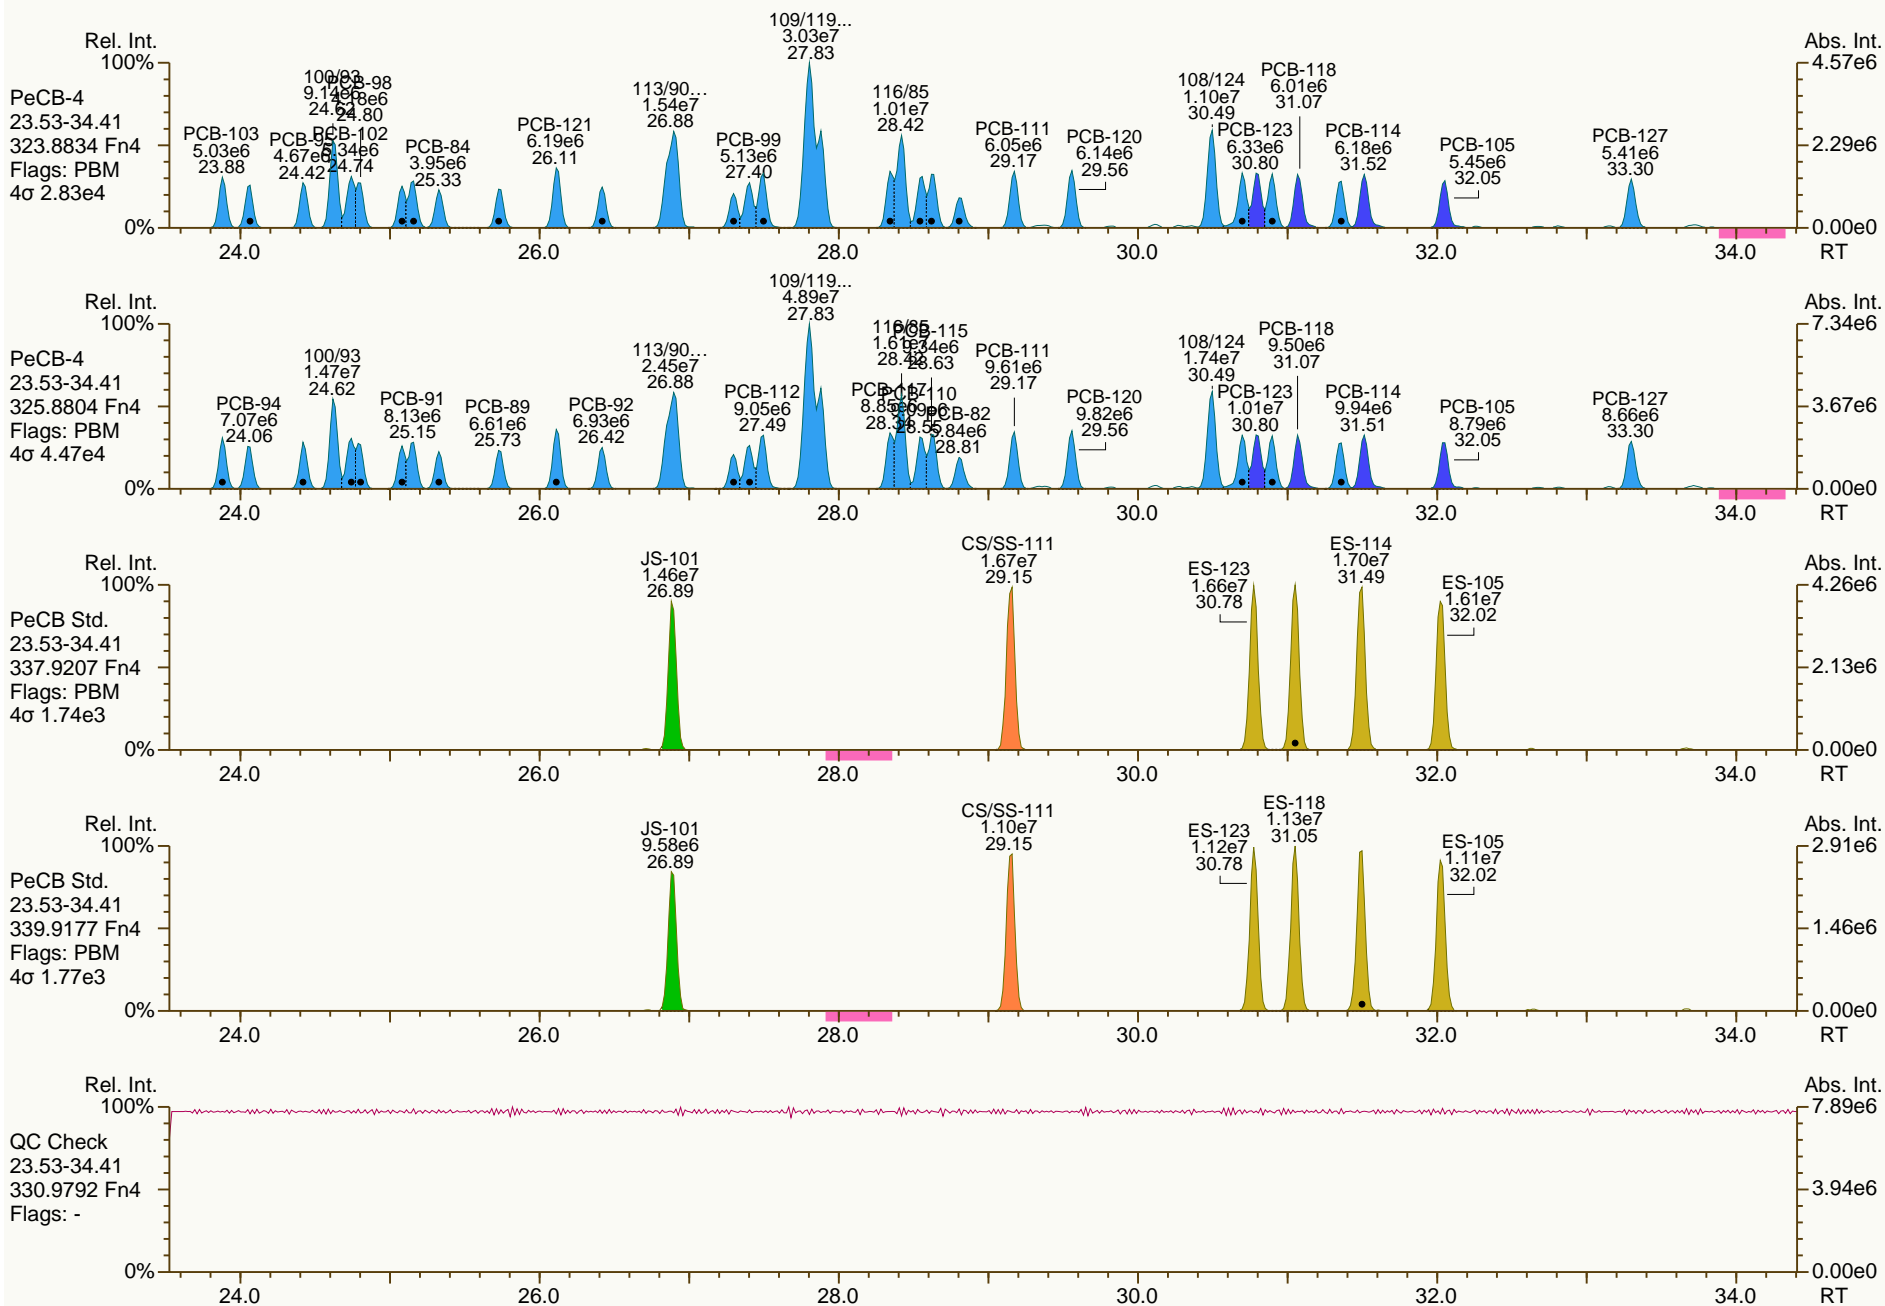 Rel. Int.
Abs. Int.
109/119...
3.03e7
27.83
100%
4.57e6
PeCB-4
23.53-34.41
323.8834 Fn4
Flags: PBM
4σ 2.83e4
PCB-103
5.03e6
23.88
4.67e6
24.42
100/93
24.62
PCB-98
24.80
PCB-102
5.34e6
24.74
PCB-84
3.95e6
25.33
PCB-121
6.19e6
26.11
113/90...
1.54e7
26.88
PCB-99
5.13e6
27.40
116/85
1.01e7
28.42
PCB-111
6.05e6
29.17
PCB-120
6.14e6
29.56
108/124
1.10e7
30.49
PCB-123
6.33e6
30.80
PCB-118
6.01e6
31.07
PCB-114
6.18e6
31.52
PCB-105
5.45e6
32.05
PCB-127
5.41e6
33.30
2.29e6
0%
0.00e0
24.0 26.0 28.0 30.0 32.0 34.0 RT
Rel. Int.
Abs. Int.
109/119...
4.89e7
27.83
100%
7.34e6
PeCB-4
23.53-34.41
325.8804 Fn4
Flags: PBM
4σ 4.47e4
PCB-94
7.07e6
24.06
100/93
1.47e7
24.62
PCB-91
8.13e6
25.15
PCB-89
6.61e6
25.73
PCB-92
6.93e6
26.42
113/90...
2.45e7
26.88
PCB-112
9.05e6
27.49
116/85
28.42
PCB-115
28.63
PCB-117
28.34
PCB-110
28.55
PCB-82
5.84e6
28.81
PCB-111
9.61e6
29.17
PCB-120
9.82e6
29.56
108/124
1.74e7
30.49
PCB-123
1.01e7
30.80
PCB-118
9.50e6
31.07
PCB-114
9.94e6
31.51
PCB-105
8.79e6
32.05
PCB-127
8.66e6
33.30
3.67e6
0%
0.00e0
24.0 26.0 28.0 30.0 32.0 34.0 RT
Rel. Int.
Abs. Int.
100%
4.26e6
PeCB Std.
23.53-34.41
337.9207 Fn4
Flags: PBM
4σ 1.74e3
JS-101
1.46e7
26.89
CS/SS-111
1.67e7
29.15
ES-123
1.66e7
30.78
ES-114
1.70e7
31.49
ES-105
1.61e7
32.02
2.13e6
0%
0.00e0
24.0 26.0 28.0 30.0 32.0 34.0 RT
Rel. Int.
Abs. Int.
100%
2.91e6
PeCB Std.
23.53-34.41
339.9177 Fn4
Flags: PBM
4σ 1.77e3
JS-101
9.58e6
26.89
CS/SS-111
1.10e7
29.15
ES-123
1.12e7
30.78
ES-118
1.13e7
31.05
ES-105
1.11e7
32.02
1.46e6
0%
0.00e0
24.0 26.0 28.0 30.0 32.0 34.0 RT
Rel. Int.
Abs. Int.
100%
7.89e6
QC Check
23.53-34.41
330.9792 Fn4
Flags: -
3.94e6
0%
0.00e0
24.0 26.0 28.0 30.0 32.0 34.0 RT